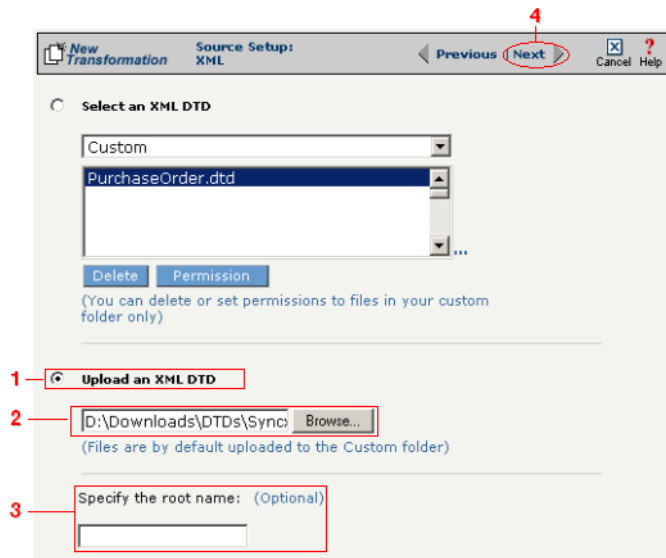 4
New Transformation
Source Setup: XML
Previous
Next
Cancel
Help
Select an XML DTD
Custom
PurchaseOrder.dtd
...
Delete
Permission
(You can delete or set permissions to files in your custom
folder only)
1
Upload an XML DTD
2
D:\Downloads\DTDs\Sync
Browse...
(Files are by default uploaded to the Custom folder)
3
Specify the root name: (Optional)